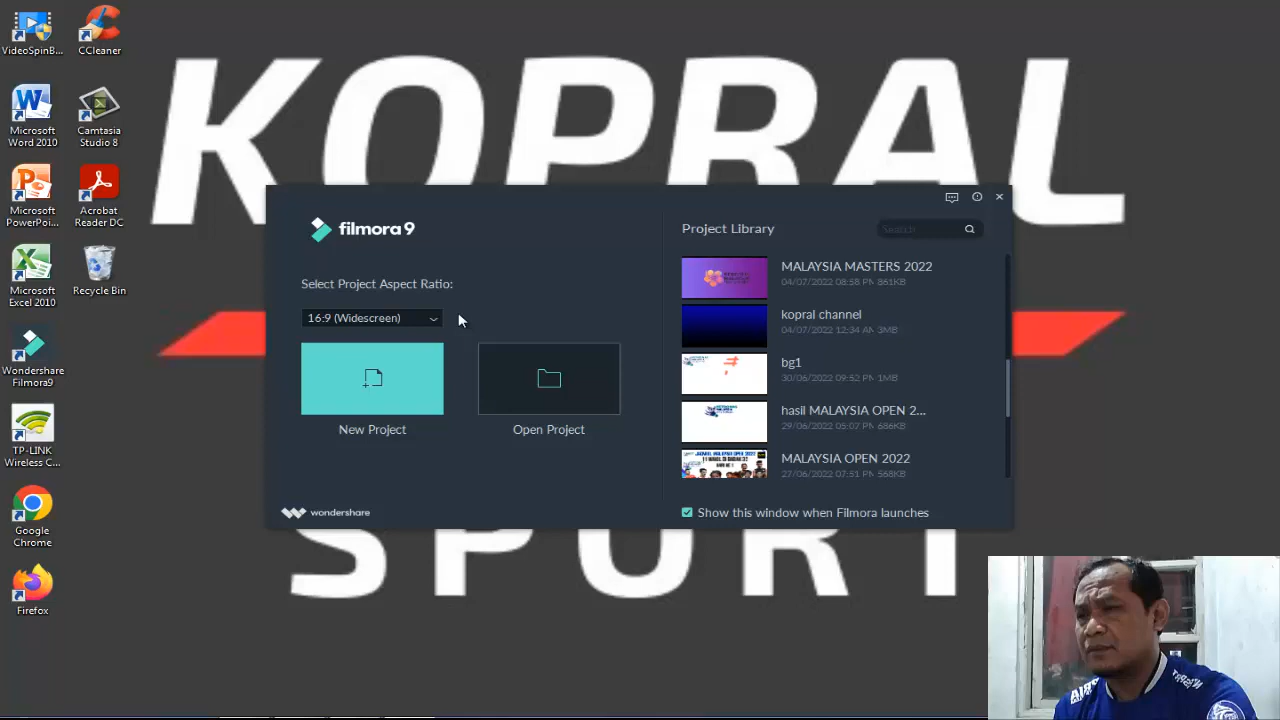 KOPRAL
SPORT
VideoSpinB...
CCleaner
Microsoft
Word 2010
Camtasia
Studio 8
Microsoft
PowerPoi...
Acrobat
Reader DC
Microsoft
Excel 2010
Recycle Bin
Wondershare
Filmora9
TP-LINK
Wireless C...
Google
Chrome
Firefox
filmora9
Select Project Aspect Ratio:
16:9 (Widescreen)
New Project
Open Project
wondershare
Project Library
Search
MALAYSIA MASTERS 2022
04/07/2022 08:58 PM 861KB
kopral channel
04/07/2022 12:34 AM 3MB
bg1
30/06/2022 09:52 PM 1MB
hasil MALAYSIA OPEN 2...
29/06/2022 05:07 PM 686KB
MALAYSIA OPEN 2022
27/06/2022 07:51 PM 568KB
Show this window when Filmora launches